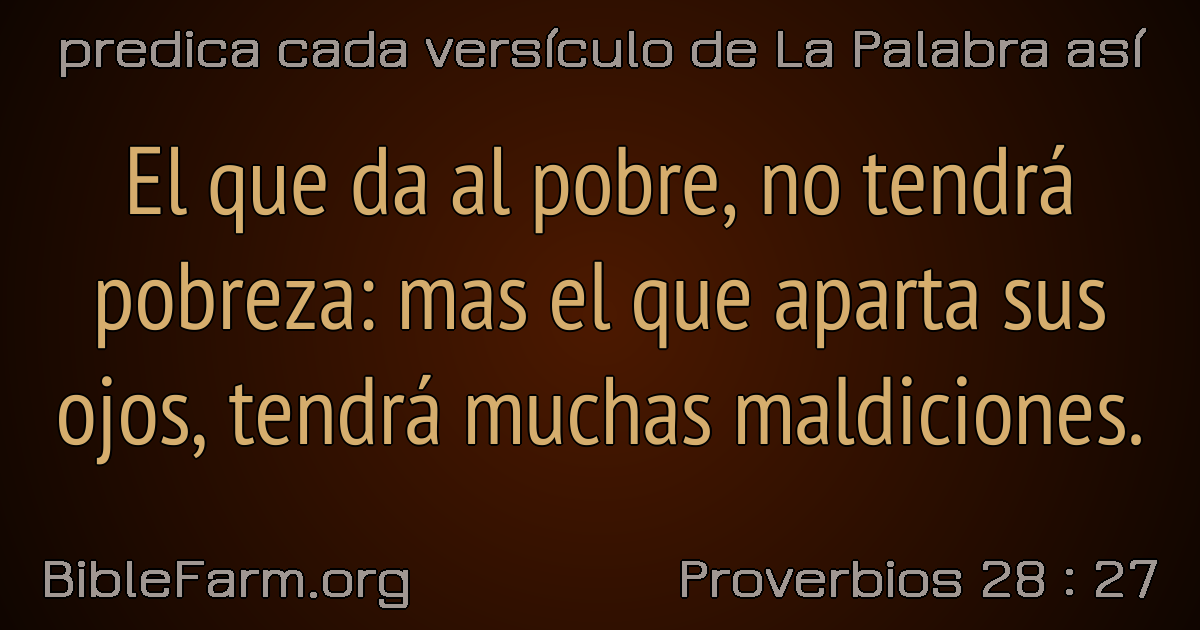 predica cada versículo de La Palabra así
El que da al pobre, no tendrá
pobreza: mas el que aparta sus
ojos, tendrá muchas maldiciones.
BibleFarm.org
Proverbios 28 : 27